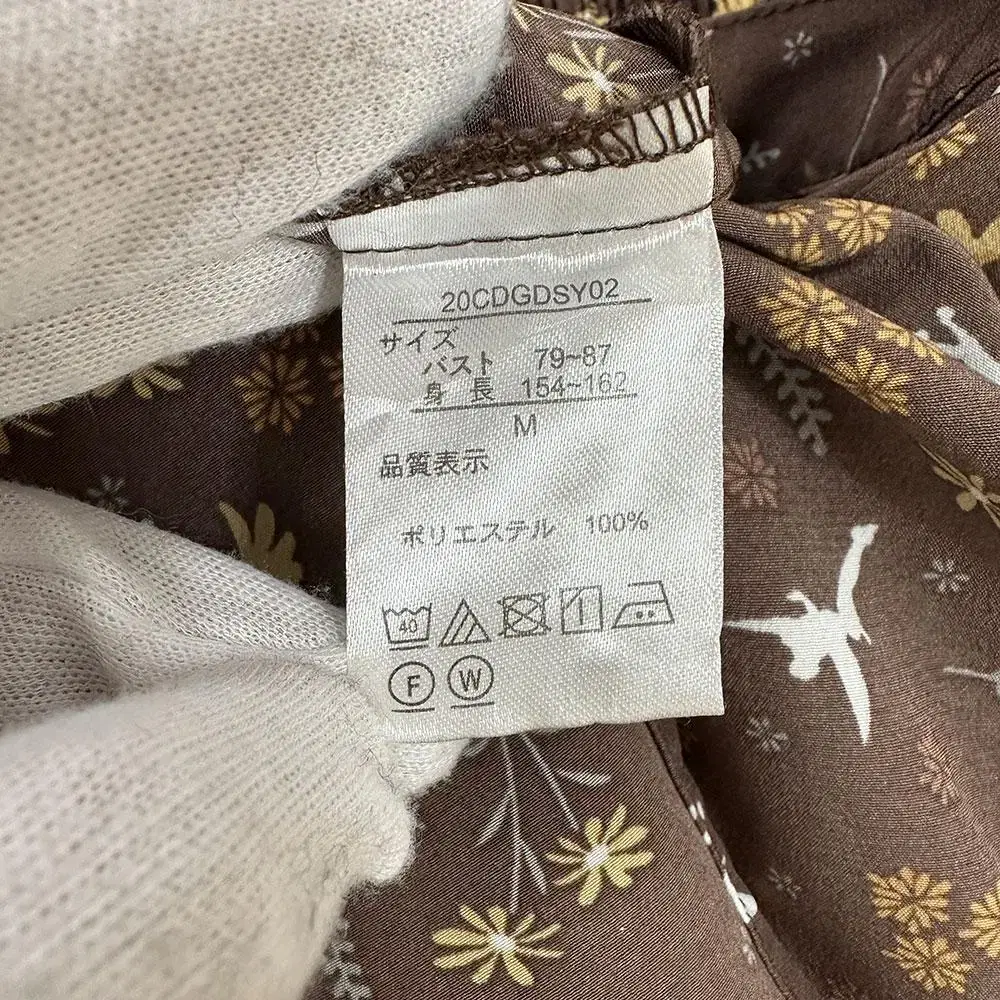 20CDGDSY02
サイズ
バスト 79~87
身 長 154~162
M
品質表示
ポリエステル 100%
40
F W